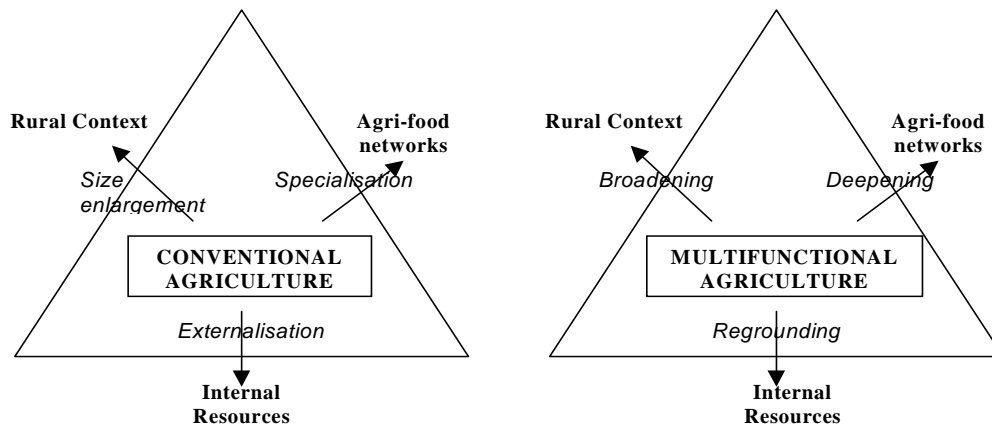 Rural Context
Agri-food
networks
Size
enlargement
Specialisation
CONVENTIONAL
AGRICULTURE
Externalisation
Internal
Resources
Rural Context
Agri-food
networks
Broadening
Deepening
MULTIFUNCTIONAL
AGRICULTURE
Regrounding
Internal
Resources